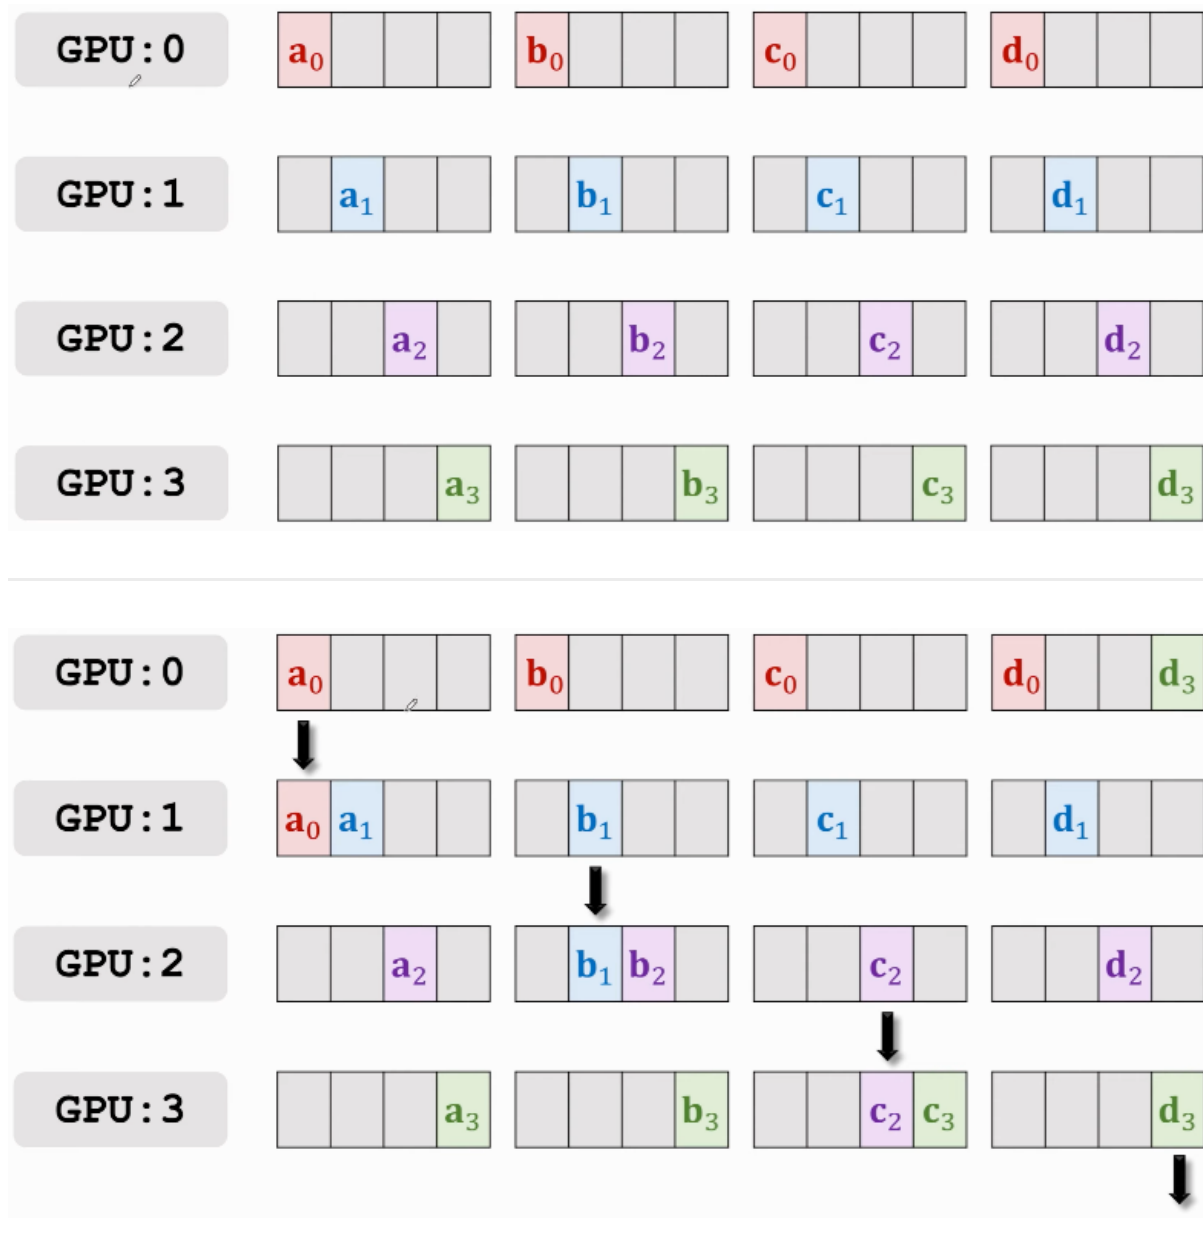 GPU:0 a₀ b₀ c₀ d₀
GPU:1 a₁ b₁ c₁ d₁
GPU:2 a₂ b₂ c₂ d₂
GPU:3 a₃ b₃ c₃ d₃
GPU:0 a₀ b₀ c₀ d₀ d₃
GPU:1 a₀ a₁ b₁ c₁ d₁
GPU:2 a₂ b₁ b₂ c₂ d₂
GPU:3 a₃ b₃ c₂ c₃ d₃